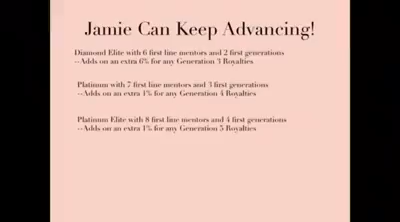 Jamie Can Keep Advancing!
Diamond Elite with 6 first line mentors and 2 first generations
--Adds on an extra 6% for any Generation 3 Royalties
Platinum with 7 first line mentors and 3 first generations
--Adds on an extra 4% for any Generation 4 Royalties
Platinum Elite with 8 first line mentors and 4 first generations
--Adds on an extra 1% for any Generation 5 Royalties